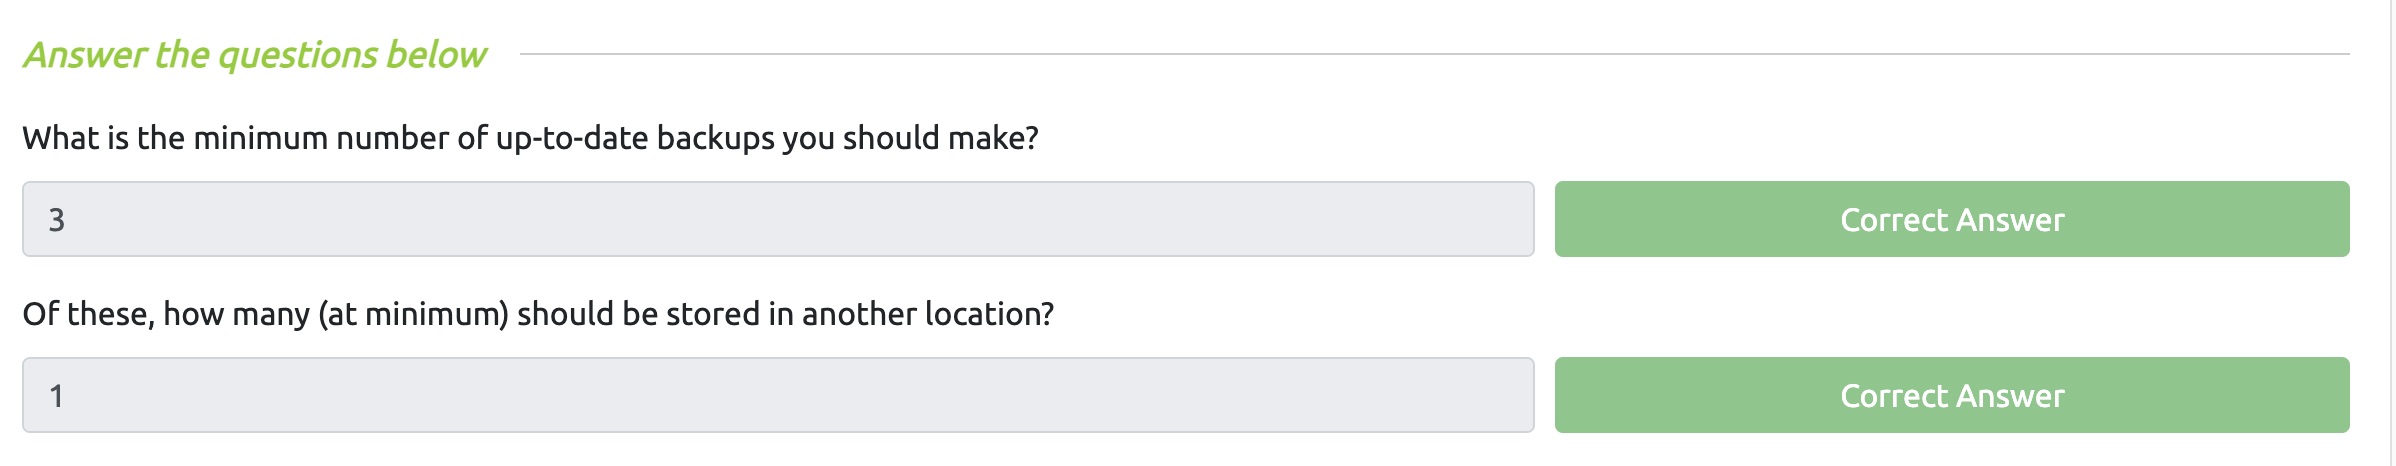 Answer the questions below
What is the minimum number of up-to-date backups you should make?
3
Correct Answer
Of these, how many (at minimum) should be stored in another location?
1
Correct Answer